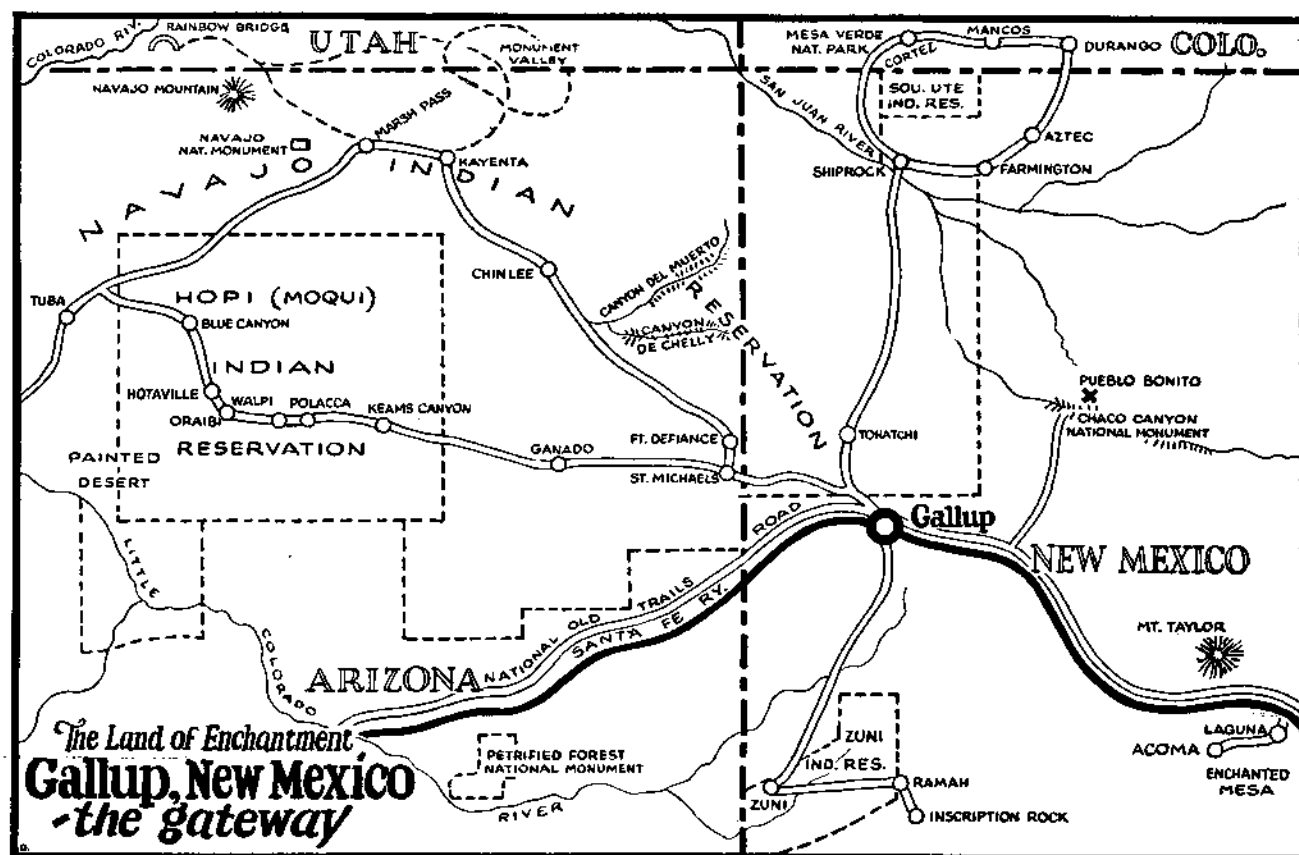 COLORADO RIV.
RAINBOW BRIDGE
UTAH
MONUMENT
VALLEY
MESA VERDE
NAT. PARK
CORTEL
MANCOS
DURANGO
COLO.
NAVAJO MOUNTAIN
SAN JUAN RIVER
SOU. UTE
IND. RES.
MARSH PASS
NAVAJO
NAT. MONUMENT
KAYENTA
AZTEC
SHIPROCK
FARMINGTON
NAVAJO INDIAN
RESERVATION
CHIN LEE
CANYON DEL MUERTO
CANYON
DE CHELLY
TUBA
HOPI (MOQUI)
BLUE CANYON
INDIAN
HOTAVILLE
WALPI
POLACCA
KEAMS CANYON
ORAIBI
RESERVATION
PUEBLO BONITO
CHACO CANYON
NATIONAL MONUMENT
FT. DEFIANCE
TOHATCHI
GANADO
ST. MICHAELS
PAINTED
DESERT
Gallup
NEW MEXICO
LITTLE
COLORADO
RIVER
NATIONAL OLD TRAILS ROAD
SANTA FE RY.
ARIZONA
MT. TAYLOR
LAGUNA
ACOMA
ENCHANTED
MESA
ZUNI
IND. RES.
PETRIFIED FOREST
NATIONAL MONUMENT
ZUNI
RAMAH
INSCRIPTION ROCK
The Land of Enchantment
Gallup, New Mexico
-the gateway